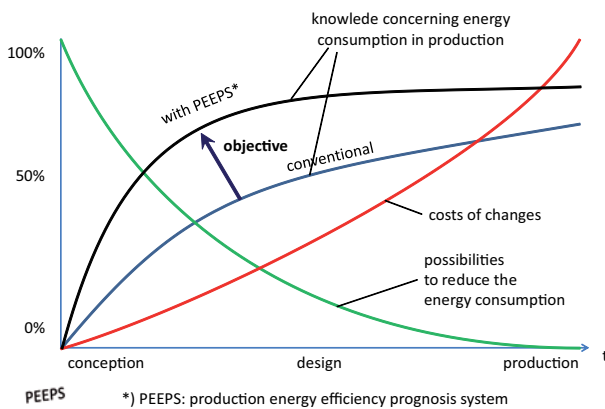 knowlede concerning energy
consumption in production
100%
with PEEPS*
objective
conventional
50%
costs of changes
possibilities
to reduce the
energy consumption
0%
t
conception
design
production
PEEPS
*) PEEPS: production energy efficiency prognosis system